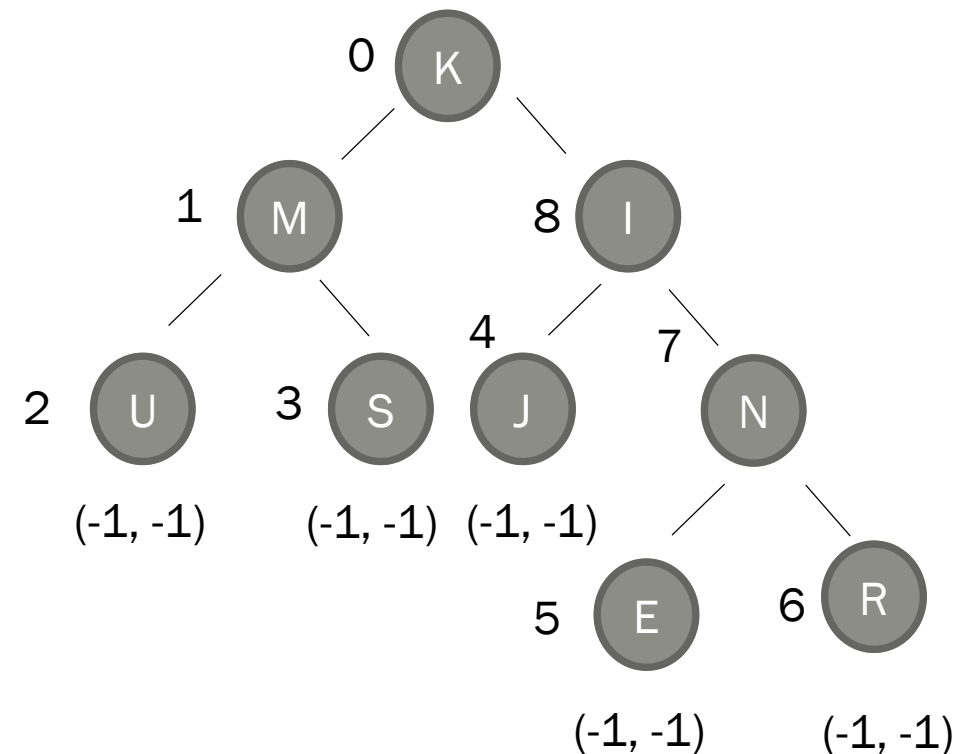 0 K
1 M 8 I
4 7
2 U 3 S J N
(-1, -1) (-1, -1) (-1, -1)
5 E 6 R
(-1, -1) (-1, -1)